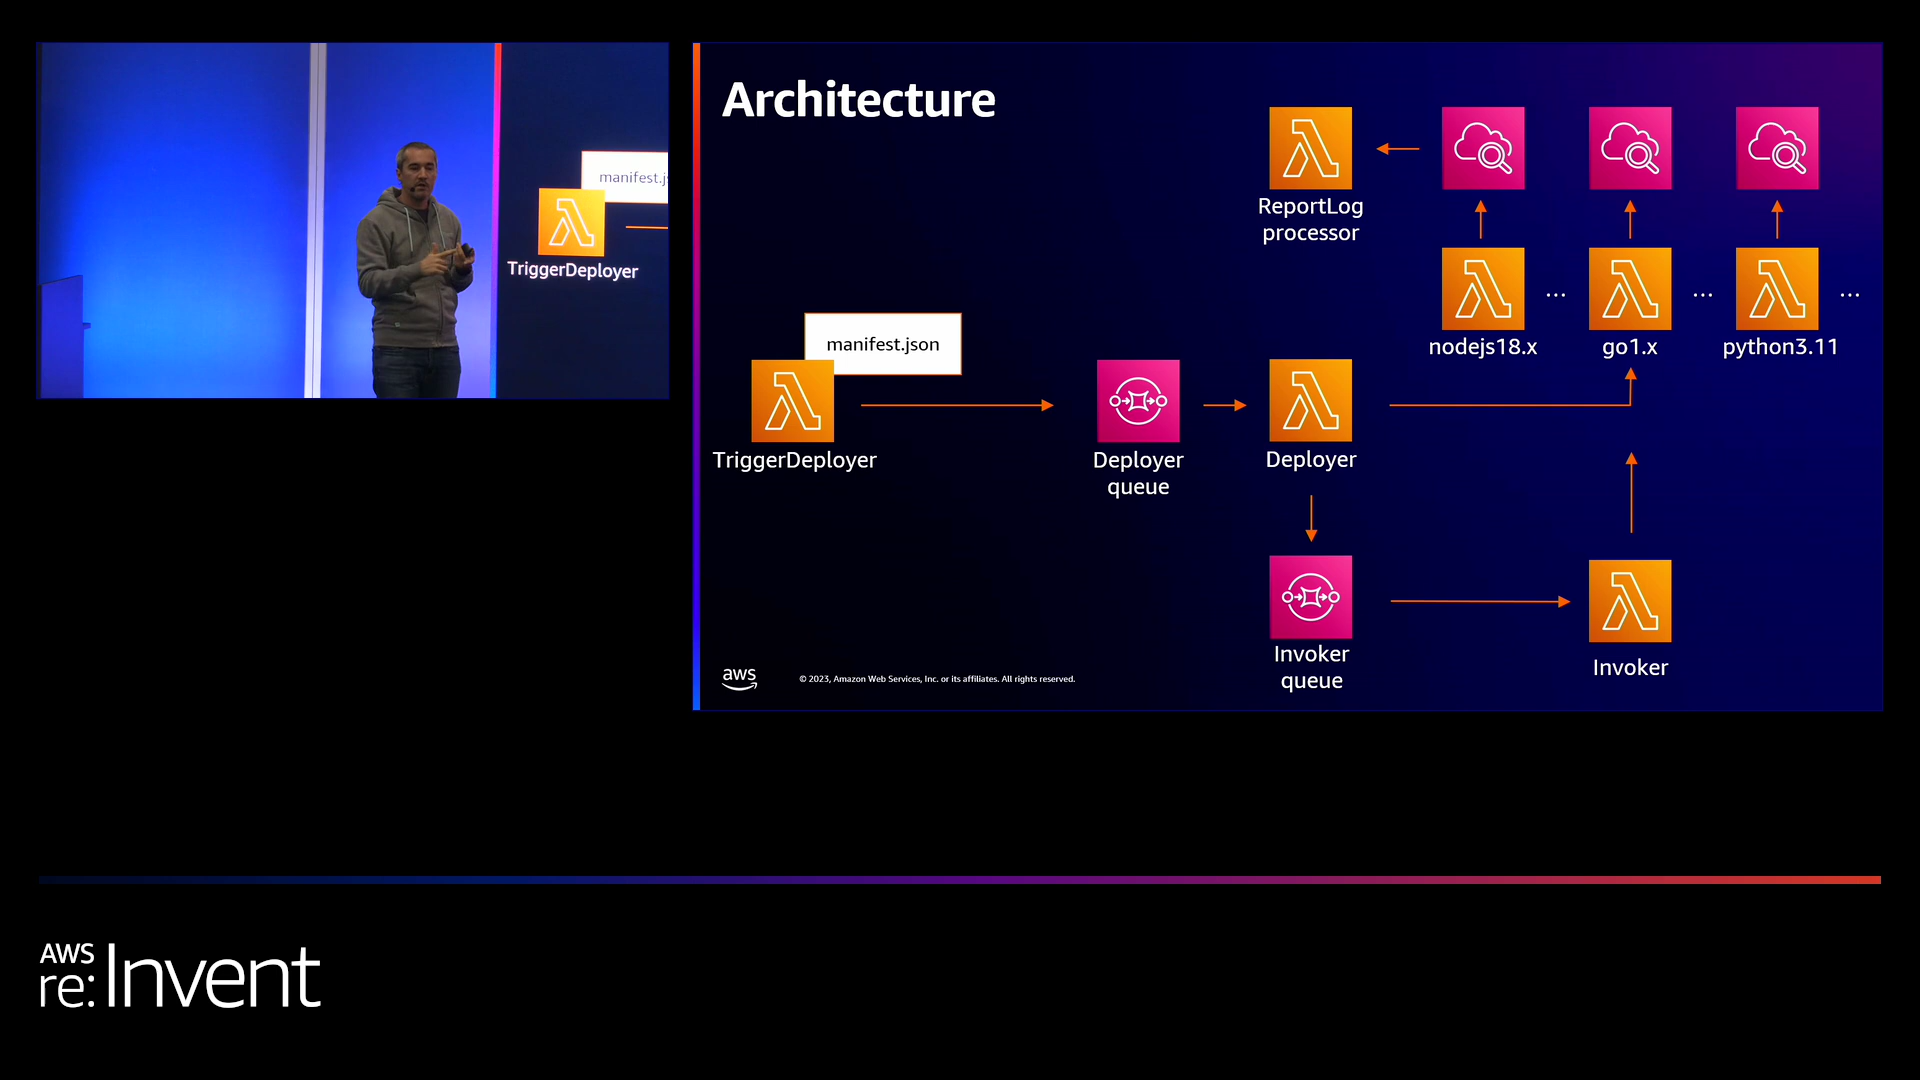 manifest.js
TriggerDeployer
Architecture
ReportLog
processor
nodejs18.x
...
go1.x
...
python3.11
...
manifest.json
TriggerDeployer
Deployer
queue
Deployer
Invoker
queue
Invoker
aws
© 2023, Amazon Web Services, Inc. or its affiliates. All rights reserved.
AWS
re:Invent